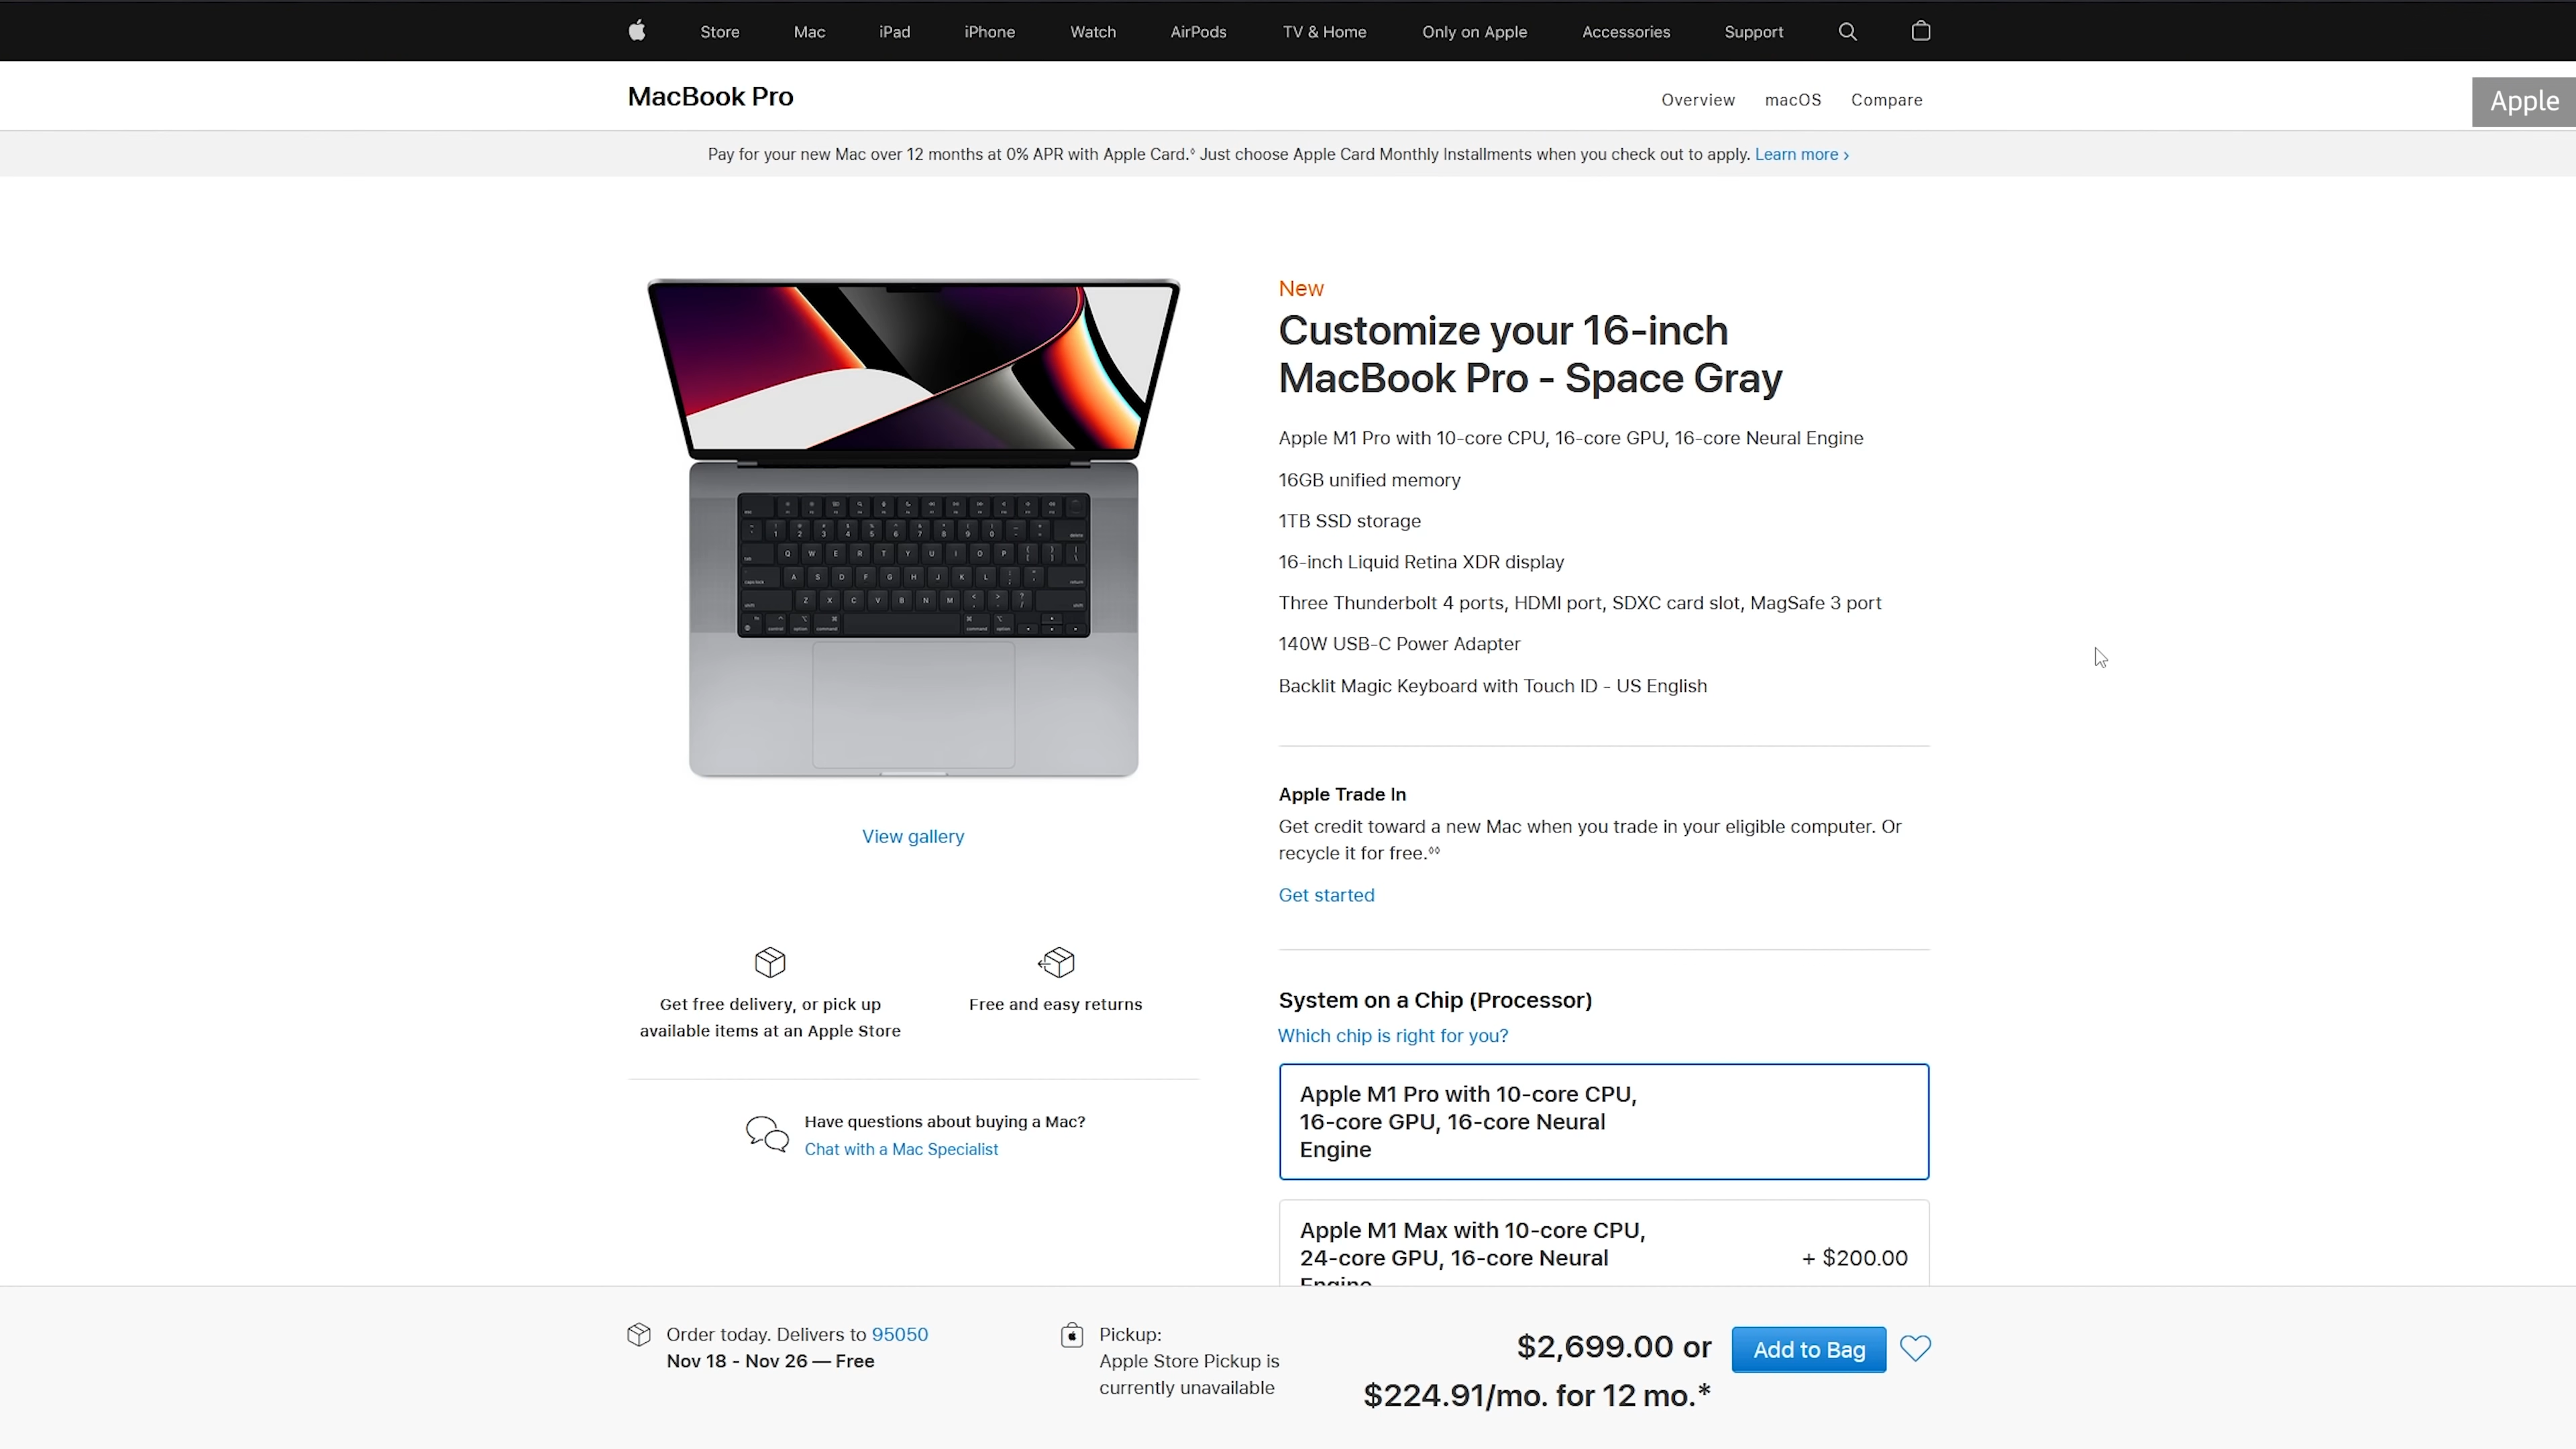 Store Mac iPad iPhone Watch AirPods TV & Home Only on Apple Accessories Support
MacBook Pro
Overview macOS Compare
Apple
Pay for your new Mac over 12 months at 0% APR with Apple Card.◊ Just choose Apple Card Monthly Installments when you check out to apply. Learn more ›
New
Customize your 16-inch
MacBook Pro - Space Gray
Apple M1 Pro with 10-core CPU, 16-core GPU, 16-core Neural Engine
16GB unified memory
1TB SSD storage
16-inch Liquid Retina XDR display
Three Thunderbolt 4 ports, HDMI port, SDXC card slot, MagSafe 3 port
140W USB-C Power Adapter
Backlit Magic Keyboard with Touch ID - US English
View gallery
Apple Trade In
Get credit toward a new Mac when you trade in your eligible computer. Or
recycle it for free.◊◊
Get started
Get free delivery, or pick up
available items at an Apple Store
Free and easy returns
Have questions about buying a Mac?
Chat with a Mac Specialist
System on a Chip (Processor)
Which chip is right for you?
Apple M1 Pro with 10-core CPU,
16-core GPU, 16-core Neural
Engine
Apple M1 Max with 10-core CPU,
24-core GPU, 16-core Neural
Engine
+ $200.00
Order today. Delivers to 95050
Nov 18 - Nov 26 — Free
Pickup:
Apple Store Pickup is
currently unavailable
$2,699.00 or
$224.91/mo. for 12 mo.*
Add to Bag